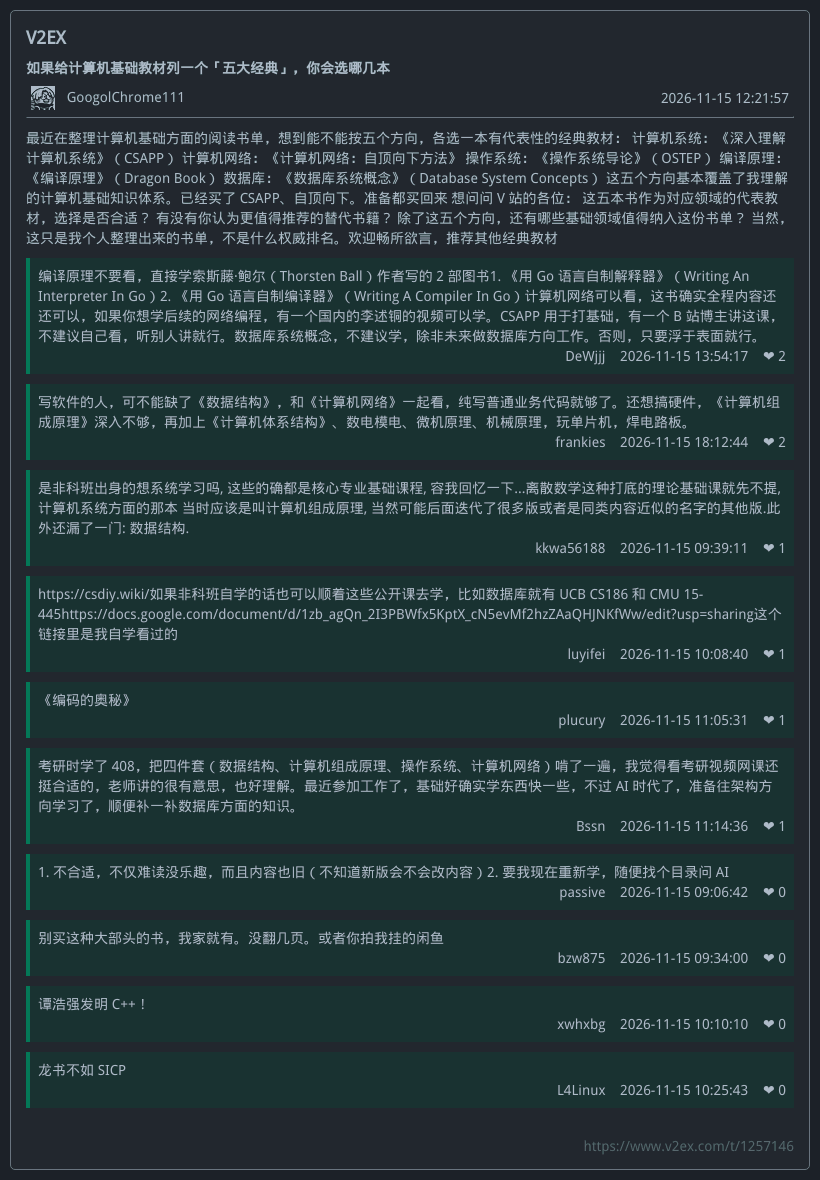 V2EX
如果给计算机基础教材列一个「五大经典」，你会选哪几本
GoogolChrome111
2026-11-15 12:21:57
最近在整理计算机基础方面的阅读书单，想到能不能按五个方向，各选一本有代表性的经典教材： 计算机系统: 《深入理解
计算机系统》（CSAPP） 计算机网络: 《计算机网络: 自顶向下方法》 操作系统: 《操作系统导论》（OSTEP） 编译原理:
《编译原理》（Dragon Book） 数据库: 《数据库系统概念》（Database System Concepts） 这五个方向基本覆盖了我理解
的计算机基础知识体系。已经买了 CSAPP、自顶向下。准备都买回来 想问问 V 站的各位: 这五本书作为对应领域的代表教
材，选择是否合适？ 有没有你认为更值得推荐的替代书籍？ 除了这五个方向，还有哪些基础领域值得纳入这份书单？ 当然，
这只是我个人整理出来的书单，不是什么权威排名。欢迎畅所欲言，推荐其他经典教材
编译原理不要看，直接学索斯藤·鲍尔（Thorsten Ball）作者写的 2 部图书1. 《用 Go 语言自制解释器》（Writing An
Interpreter In Go）2. 《用 Go 语言自制编译器》（Writing A Compiler In Go）计算机网络可以看，这书确实全程内容还
还可以，如果你想学后续的网络编程，有一个国内的李述铜的视频可以学。CSAPP 用于打基础，有一个 B 站博主讲这课，
不建议自己看，听别人讲就行。数据库系统概念，不建议学，除非未来做数据库方向工作。否则，只要浮于表面就行。
DeWjjj 2026-11-15 13:54:17 ❤ 2
写软件的人，可不能缺了《数据结构》，和《计算机网络》一起看，纯写普通业务代码就够了。还想搞硬件，《计算机组
成原理》深入不够，再加上《计算机体系结构》、数电模电、微机原理、机械原理，玩单片机，焊电路板。
frankies 2026-11-15 18:12:44 ❤ 2
是非科班出身的想系统学习吗, 这些的确都是核心专业基础课程, 容我回忆一下...离散数学这种打底的理论基础课就先不提,
计算机系统方面的那本 当时应该是叫计算机组成原理, 当然可能后面迭代了很多版或者是同类内容近似的名字的其他版.此
外还漏了一门: 数据结构.
kkwa56188 2026-11-15 09:39:11 ❤ 1
https://csdiy.wiki/如果非科班自学的话也可以顺着这些公开课去学，比如数据库就有 UCB CS186 和 CMU 15-
445https://docs.google.com/document/d/1zb_agQn_2I3PBWfx5KptX_cN5evMf2hzZAaQHJNKfWw/edit?usp=sharing这个
链接里是我自学看过的
luyifei 2026-11-15 10:08:40 ❤ 1
《编码的奥秘》
plucury 2026-11-15 11:05:31 ❤ 1
考研时学了 408，把四件套（数据结构、计算机组成原理、操作系统、计算机网络）啃了一遍，我觉得看考研视频网课还
挺合适的，老师讲的很有意思，也好理解。最近参加工作了，基础好确实学东西快一些，不过 AI 时代了，准备往架构方
向学习了，顺便补一补数据库方面的知识。
Bssn 2026-11-15 11:14:36 ❤ 1
1. 不合适，不仅难读没乐趣，而且内容也旧（不知道新版会不会改内容）2. 要我现在重新学，随便找个目录问 AI
passive 2026-11-15 09:06:42 ❤ 0
别买这种大部头的书，我家就有。没翻几页。或者你拍我挂的闲鱼
bzw875 2026-11-15 09:34:00 ❤ 0
谭浩强发明 C++！
xwhxbg 2026-11-15 10:10:10 ❤ 0
龙书不如 SICP
L4Linux 2026-11-15 10:25:43 ❤ 0
https://www.v2ex.com/t/1257146